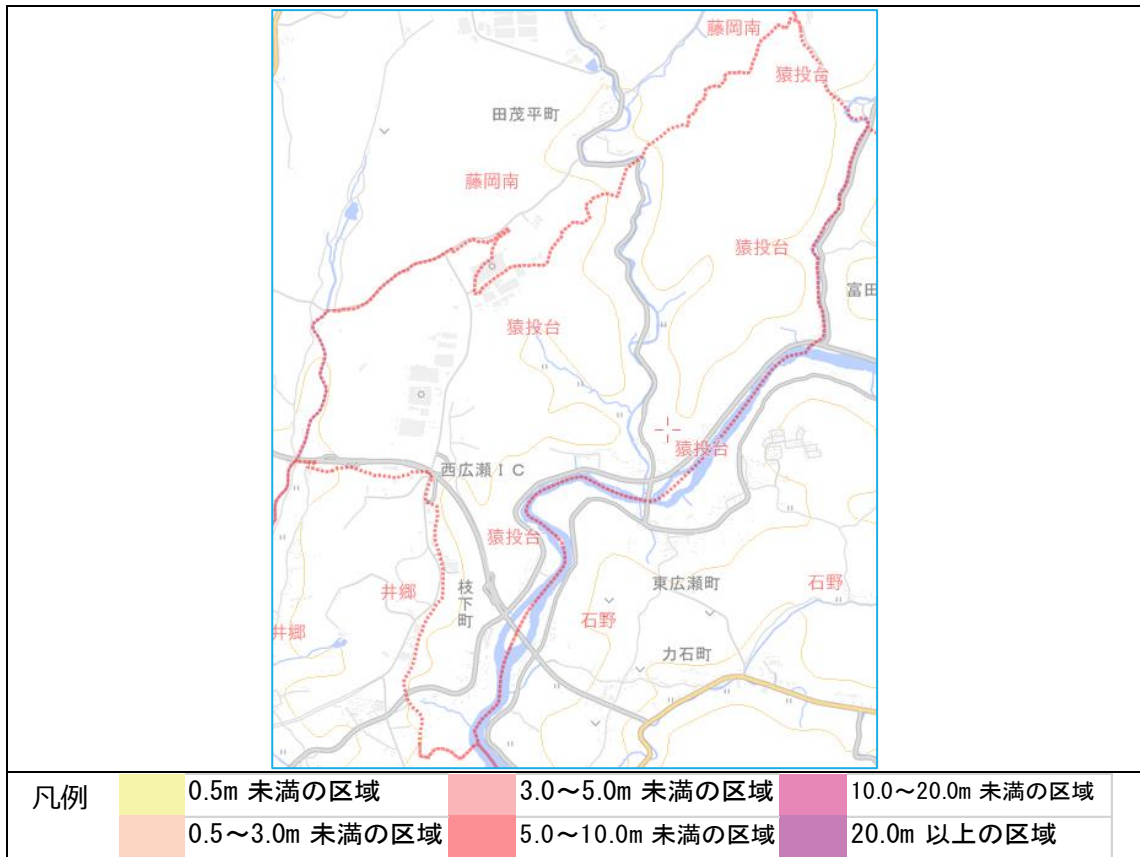 藤岡南
猿投台
田茂平町
藤岡南
猿投台
富田
猿投台
猿投台
西広瀬IC
猿投台
東広瀬町
井郷
枝下町
石野
石野
井郷
力石町
凡例
0.5m 未満の区域
3.0～5.0m 未満の区域
10.0～20.0m 未満の区域
0.5～3.0m 未満の区域
5.0～10.0m 未満の区域
20.0m 以上の区域